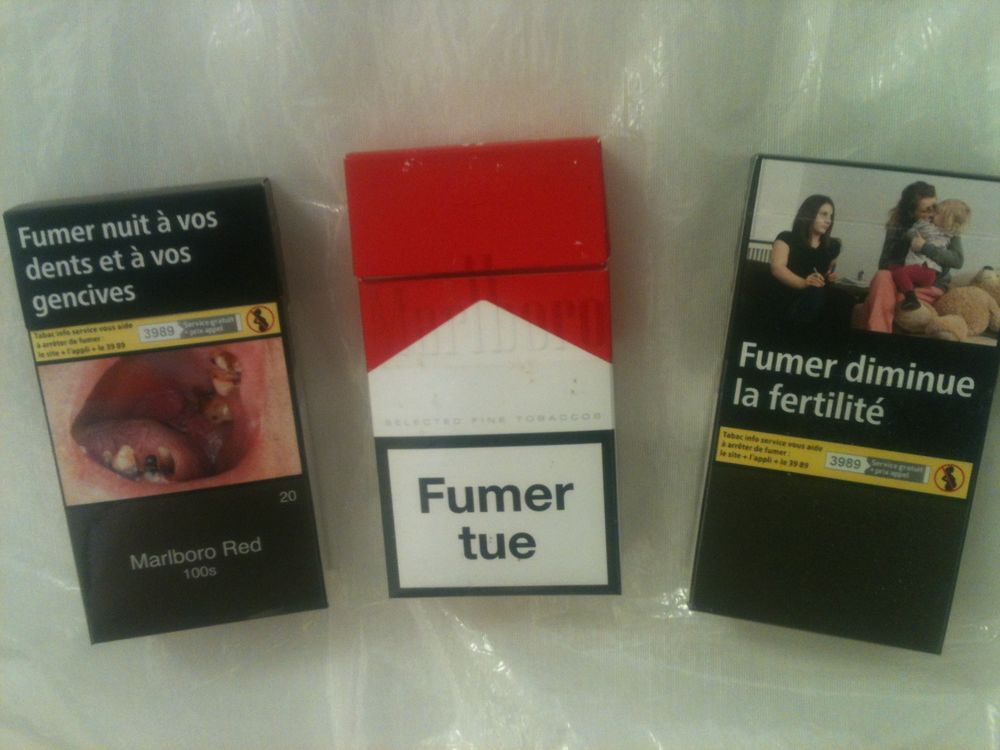 Fumer nuit à vos
dents et à vos
gencives
Tabac info service vous aide
à arrêter de fumer :
le site + l'appli + le 39 89
3989
Service gratuit
+ prix appel
20
Marlboro Red
100s
Marlboro
SELECTED FINE TOBACCOS
Fumer
tue
Fumer diminue
la fertilité
Tabac info service vous aide
à arrêter de fumer :
le site + l'appli + le 39 89
3989
Service gratuit
+ prix appel